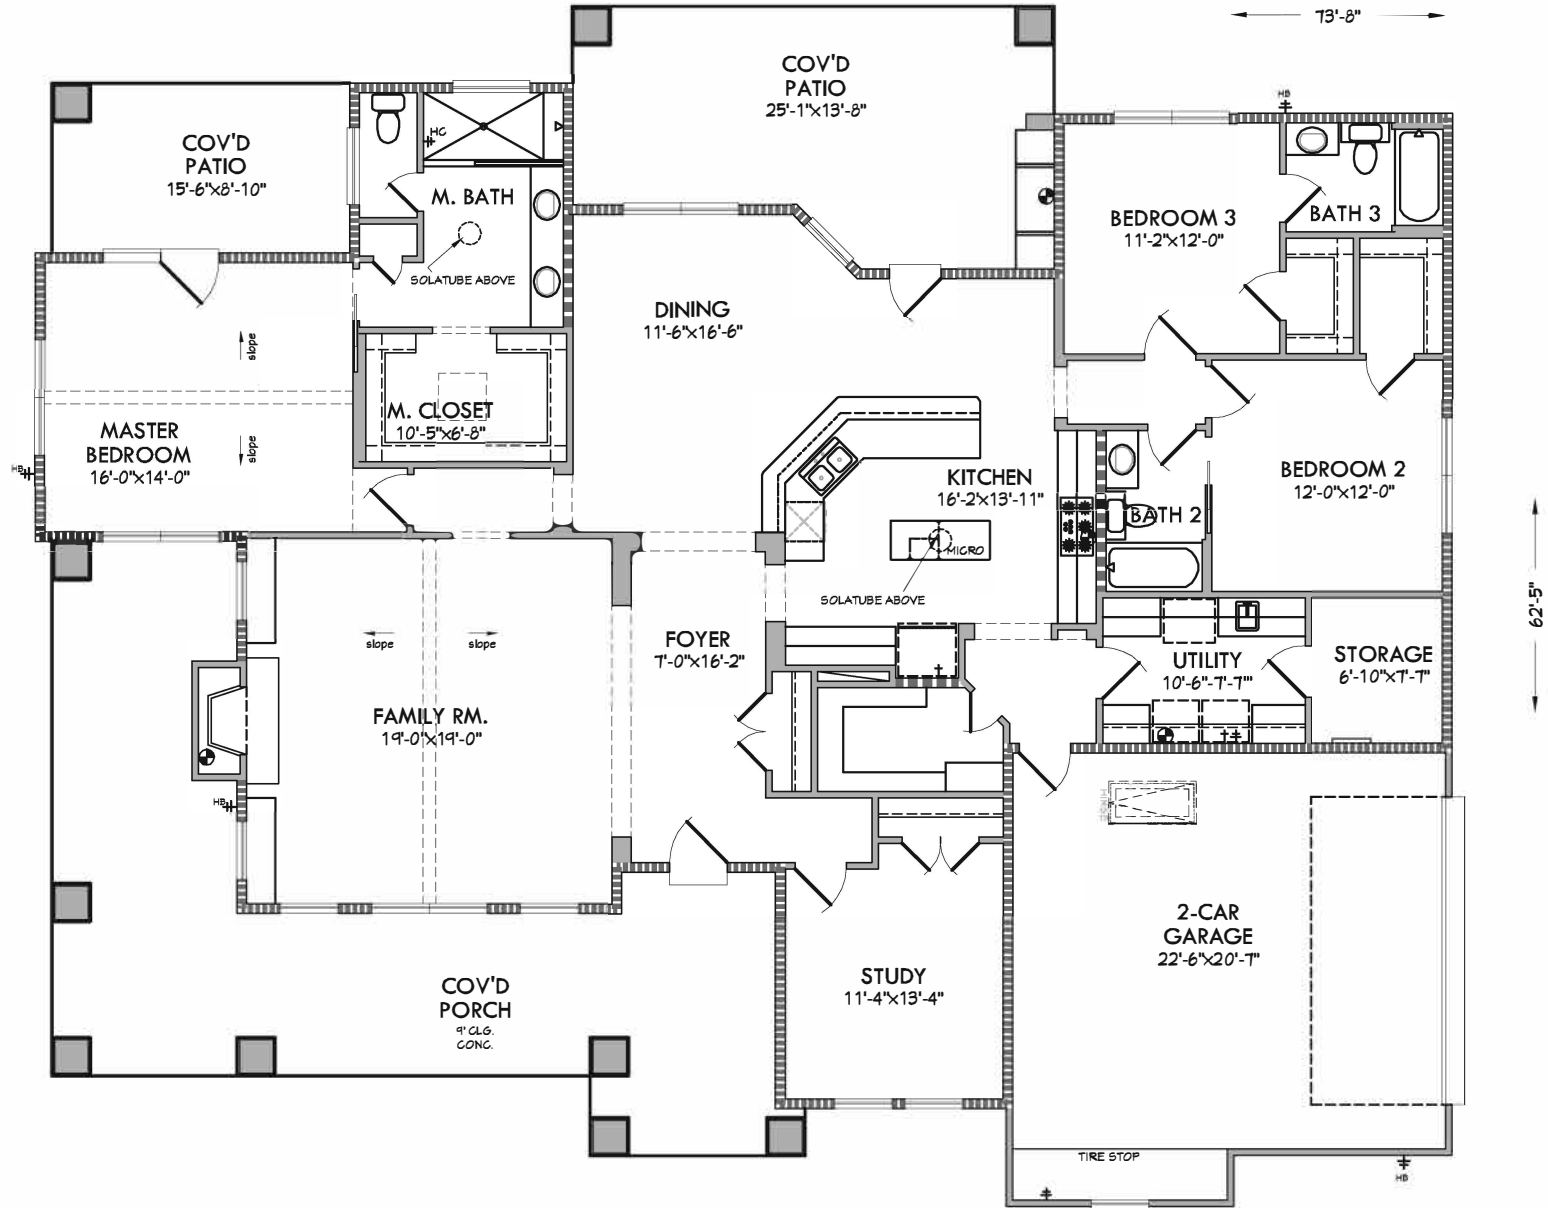 73'-8"
COV'D
PATIO
25'-1"x13'-8"
HB
COV'D
PATIO
15'-6"x8'-10"
HC
M. BATH
SOLATUBE ABOVE
BEDROOM 3
11'-2"x12'-0"
BATH 3
DINING
11'-6"x16'-6"
slope
slope
M. CLOSET
10'-5"x6'-8"
MASTER
BEDROOM
16'-0"x14'-0"
HB
KITCHEN
16'-2"x13'-11"
MICRO
SOLATUBE ABOVE
BEDROOM 2
12'-0"x12'-0"
BATH 2
62'-5"
slope
slope
FOYER
7'-0"x16'-2"
UTILITY
10'-6"-7'-7"
STORAGE
6'-10"x7'-7"
FAMILY RM.
19'-0"x19'-0"
HB
2-CAR
GARAGE
22'-6"x20'-7"
STUDY
11'-4"x13'-4"
COV'D
PORCH
9' CLG.
CONC.
TIRE STOP
HB